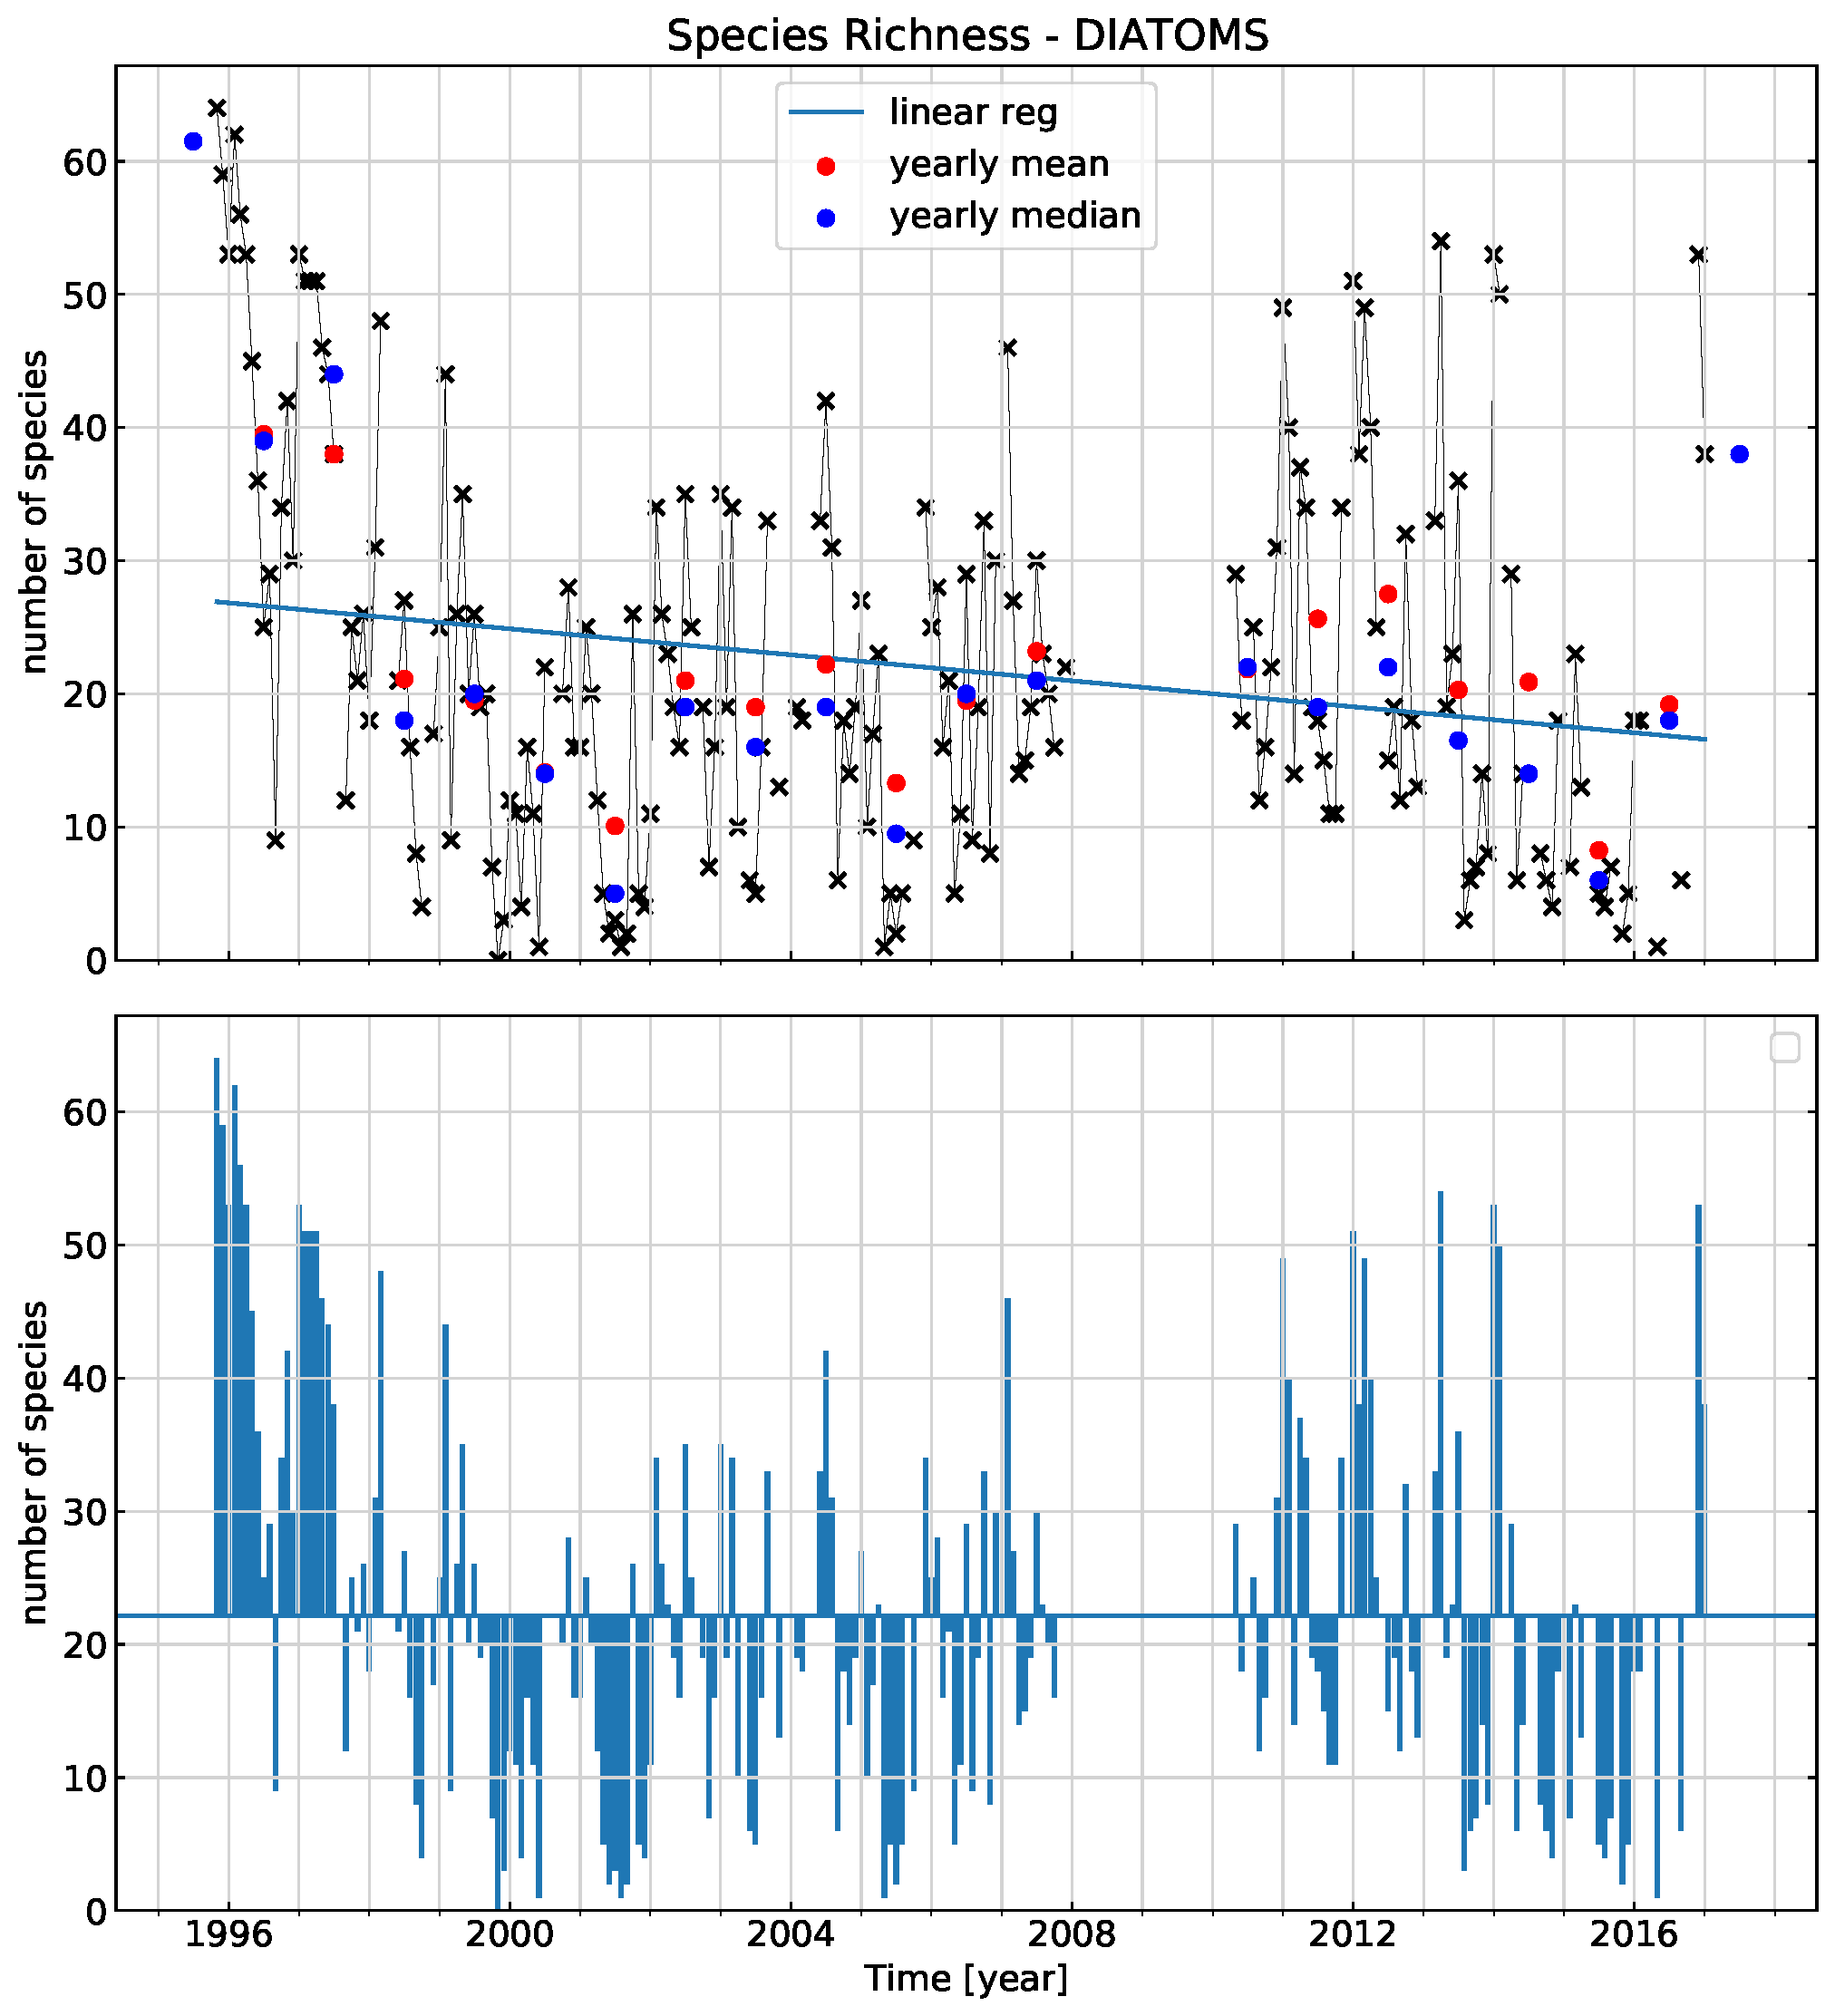 Species Richness - DIATOMS
linear reg
yearly mean
yearly median
number of species
60
50
40
30
20
10
0
number of species
60
50
40
30
20
10
0
1996 2000 2004 2008 2012 2016
Time [year]